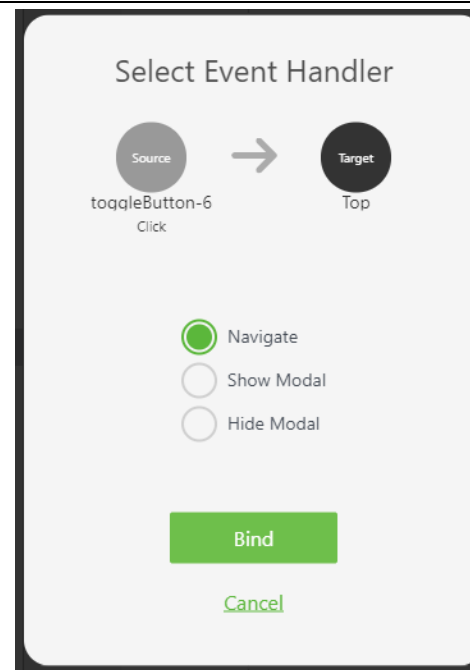 Select Event Handler
Source
Target
toggleButton-6
Top
Click
Navigate
Show Modal
Hide Modal
Bind
Cancel